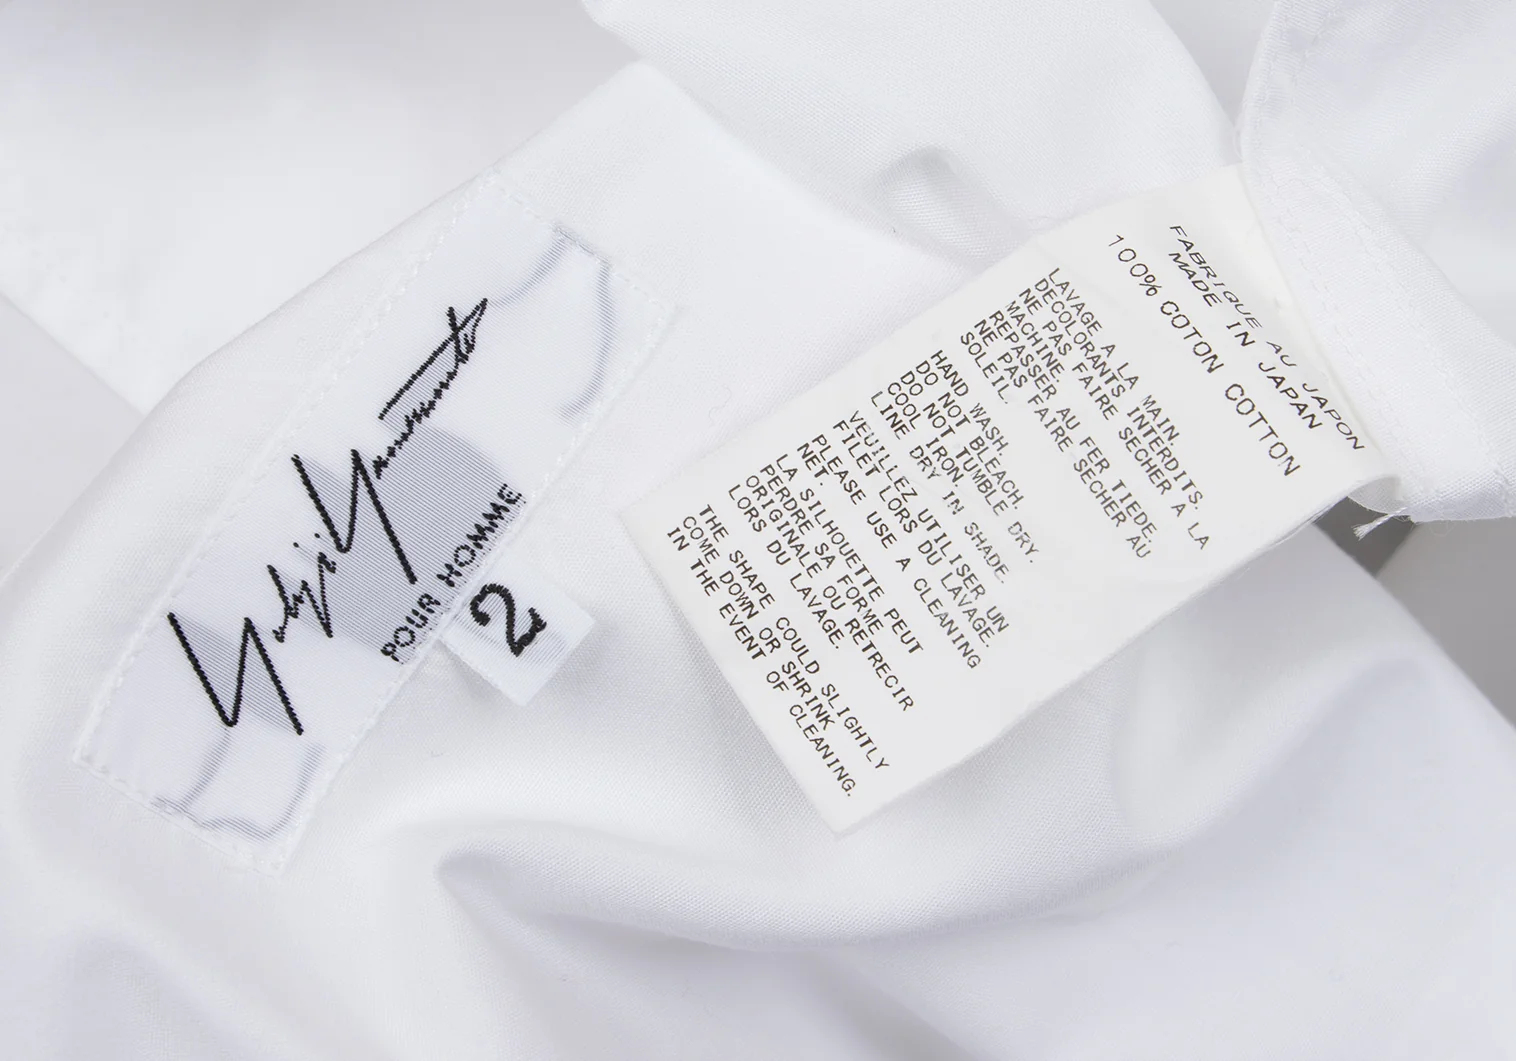 Yohji Yamamoto
POUR HOMME
2
FABRIQUE AU JAPON
MADE IN JAPAN
100% COTON COTTON
LAVAGE A LA MAIN.
DECOLORANTS INTERDITS.
NE PAS FAIRE SECHER A LA
MACHINE.
REPASSER AU FER TIEDE.
NE PAS FAIRE SECHER AU
SOLEIL.
HAND WASH.
DO NOT BLEACH.
DO NOT TUMBLE DRY.
COOL IRON.
LINE DRY IN SHADE.
VEUILLEZ UTILISER UN
FILET LORS DU LAVAGE.
PLEASE USE A CLEANING
NET.
LA SILHOUETTE PEUT
PERDRE SA FORME
ORIGINALE OU RETRECIR
LORS DU LAVAGE.
THE SHAPE COULD SLIGHTLY
COME DOWN OR SHRINK
IN THE EVENT OF CLEANING.